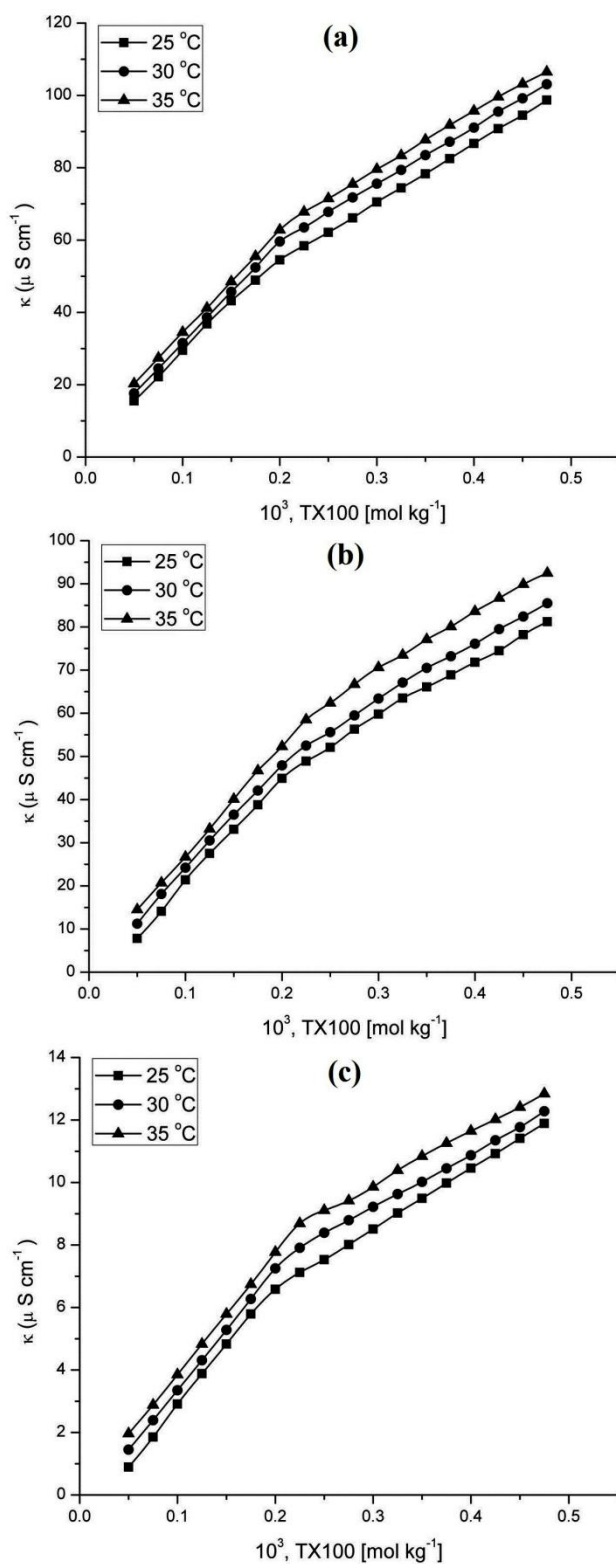 (a)
25 °C
30 °C
35 °C
120
100
80
60
40
20
0
κ (μ S cm⁻¹)
0.0 0.1 0.2 0.3 0.4 0.5
10³, TX100 [mol kg⁻¹]
(b)
25 °C
30 °C
35 °C
100
90
80
70
60
50
40
30
20
10
0
κ (μ S cm⁻¹)
0.0 0.1 0.2 0.3 0.4 0.5
10³, TX100 [mol kg⁻¹]
(c)
25 °C
30 °C
35 °C
14
12
10
8
6
4
2
0
κ (μ S cm⁻¹)
0.0 0.1 0.2 0.3 0.4 0.5
10³, TX100 [mol kg⁻¹]